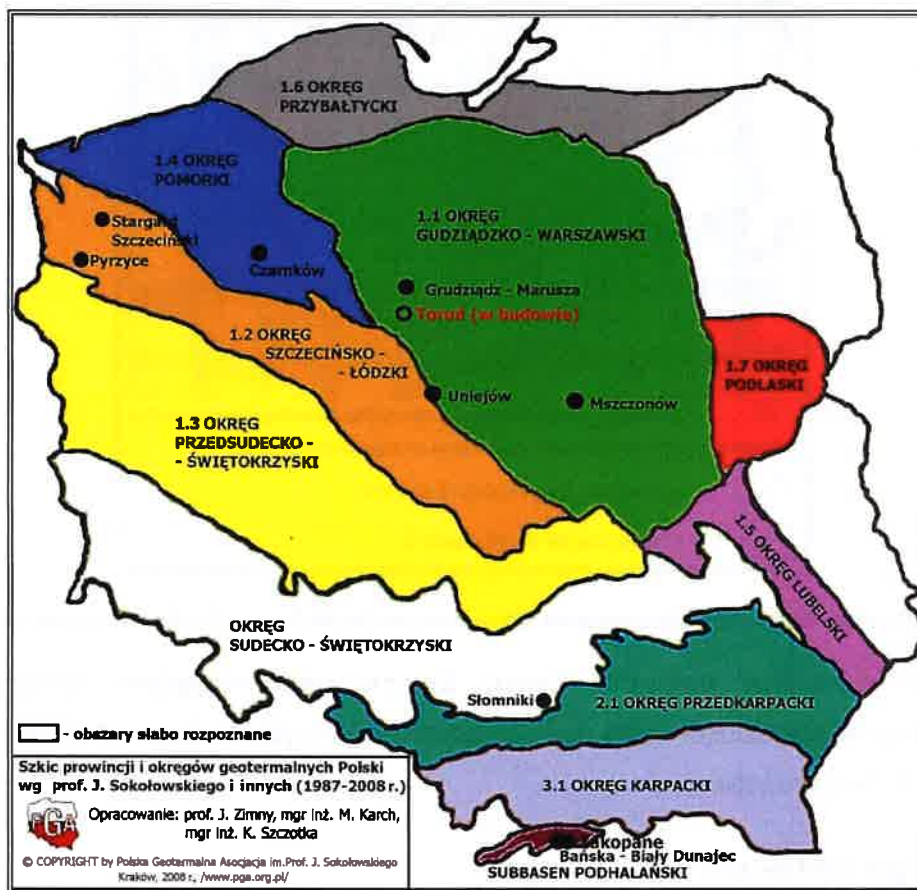 1.6 OKRĘG
PRZYBAŁTYCKI
1.4 OKRĘG
POMORKI
1.1 OKRĘG
GUDZIĄDZKO - WARSZAWSKI
Stargard
Szczeciński
Pyrzyce
Czarnków
Grudziądz - Marusza
Toruń (w budowie)
1.2 OKRĘG
SZCZECIŃSKO -
- ŁÓDZKI
1.7 OKRĘG
PODLASKI
Uniejów
Mszczonów
1.3 OKRĘG
PRZEDSUDECKO -
- ŚWIĘTOKRZYSKI
1.5 OKRĘG LUBELSKI
OKRĘG
SUDECKO - ŚWIĘTOKRZYSKI
Słomniki
2.1 OKRĘG PRZEDKARPACKI
- obszary słabo rozpoznane
Szkic prowincji i okręgów geotermalnych Polski
wg prof. J. Sokołowskiego i innych (1987-2008 r.)
PGA
Opracowanie: prof. J. Zimny, mgr inż. M. Karch,
mgr inż. K. Szczotka
© COPYRIGHT by Polska Geotermalna Asocjacja im.Prof. J. Sokołowskiego
Kraków, 2008 r., /www.pga.org.pl/
3.1 OKRĘG KARPACKI
Zakopane
Bańska - Biały Dunajec
SUBBASEN PODHALAŃSKI